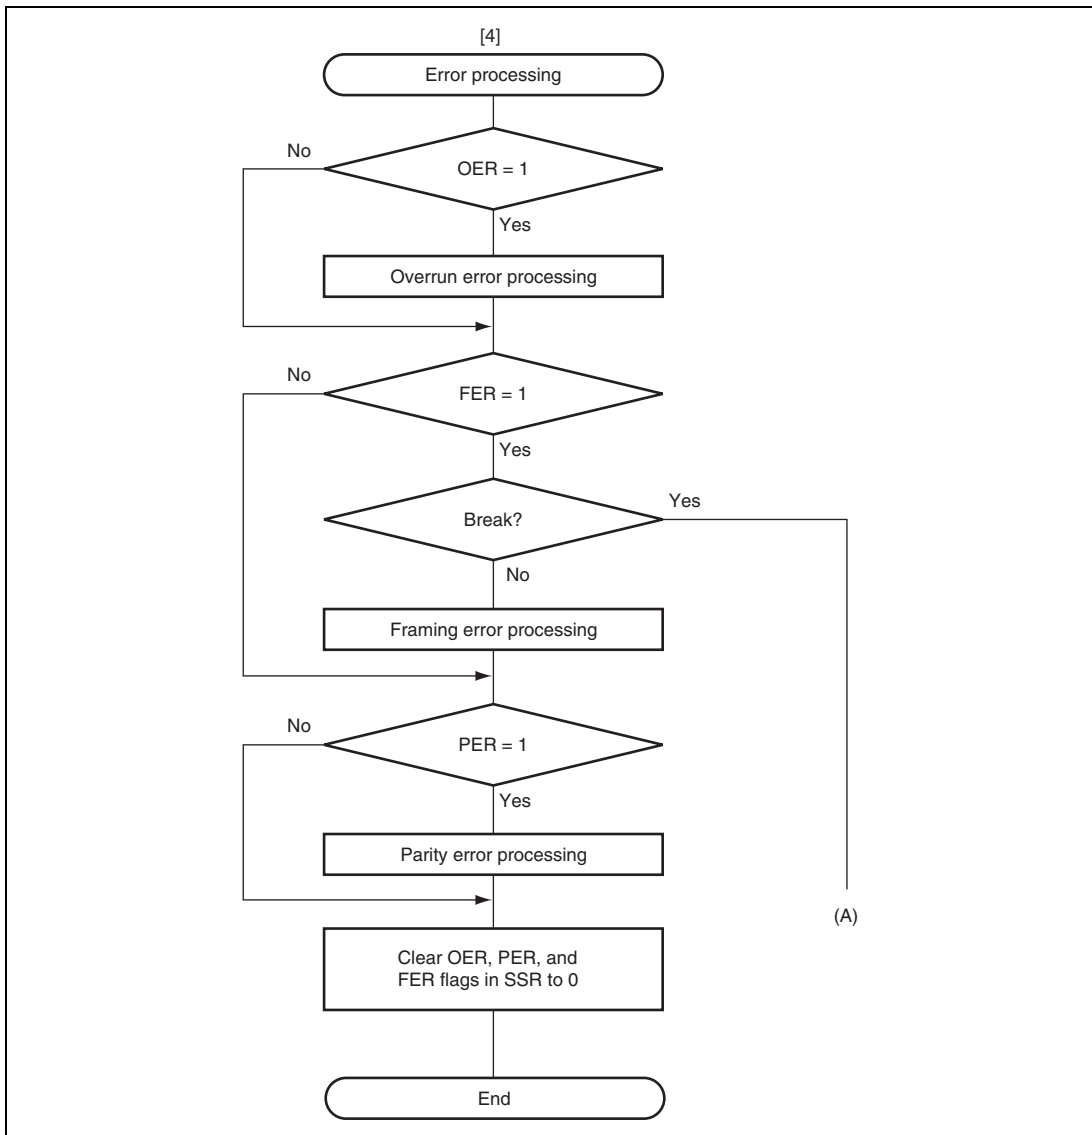 [4]
Error processing
No
OER = 1
Yes
Overrun error processing
No
FER = 1
Yes
Break?
Yes
No
Framing error processing
No
PER = 1
Yes
Parity error processing
(A)
Clear OER, PER, and
FER flags in SSR to 0
End